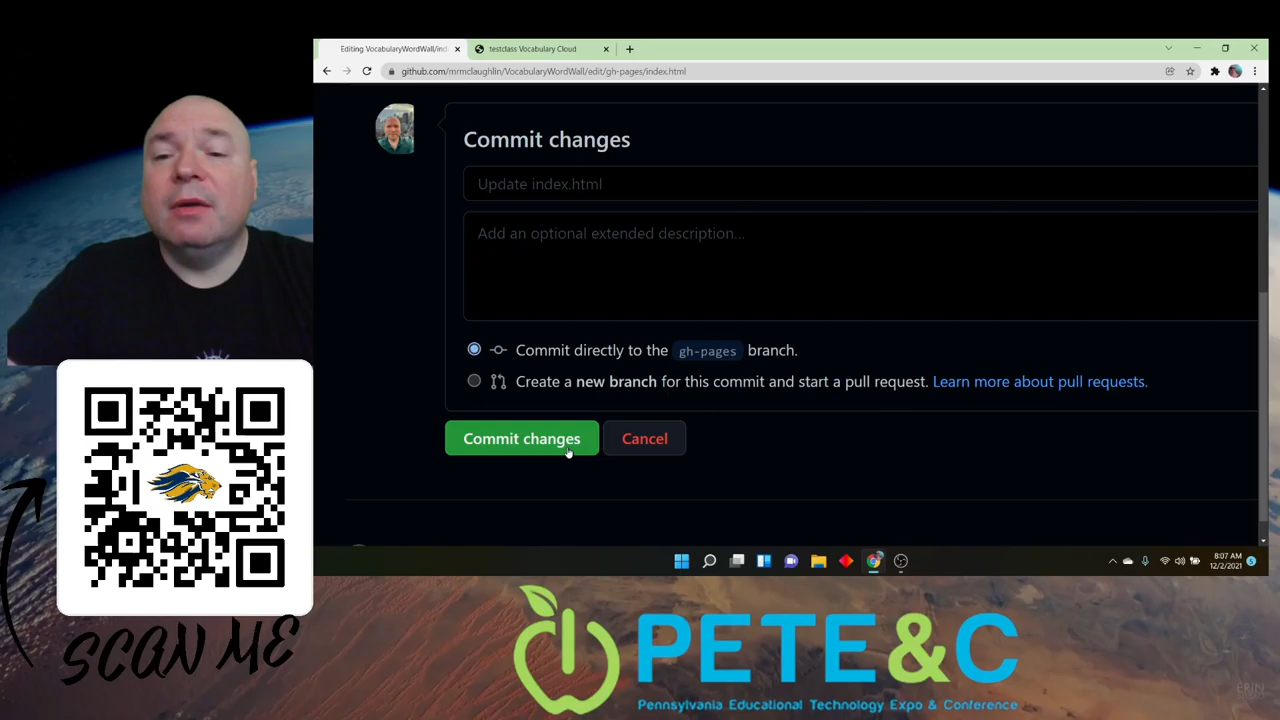 Editing VocabularyWordWall/ind
testclass Vocabulary Cloud
github.com/mrmclaughlin/VocabularyWordWall/edit/gh-pages/index.html
Commit changes
Update index.html
Add an optional extended description...
Commit directly to the gh-pages branch.
Create a new branch for this commit and start a pull request. Learn more about pull requests.
Commit changes
Cancel
8:07 AM
12/2/2021
SCAN ME
PETE&C
Pennsylvania Educational Technology Expo & Conference
ERIN